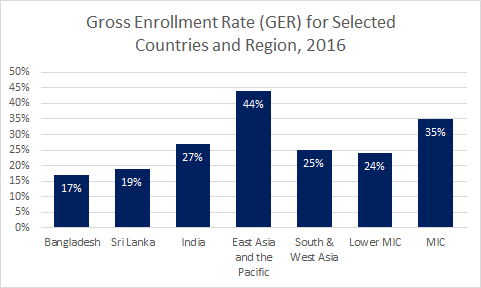 Gross Enrollment Rate (GER) for Selected
Countries and Region, 2016
50%
45%
40%
35%
30%
25%
20%
15%
10%
5%
0%
17%
19%
27%
44%
25%
24%
35%
Bangladesh
Sri Lanka
India
East Asia
and the
Pacific
South &
West Asia
Lower MIC
MIC